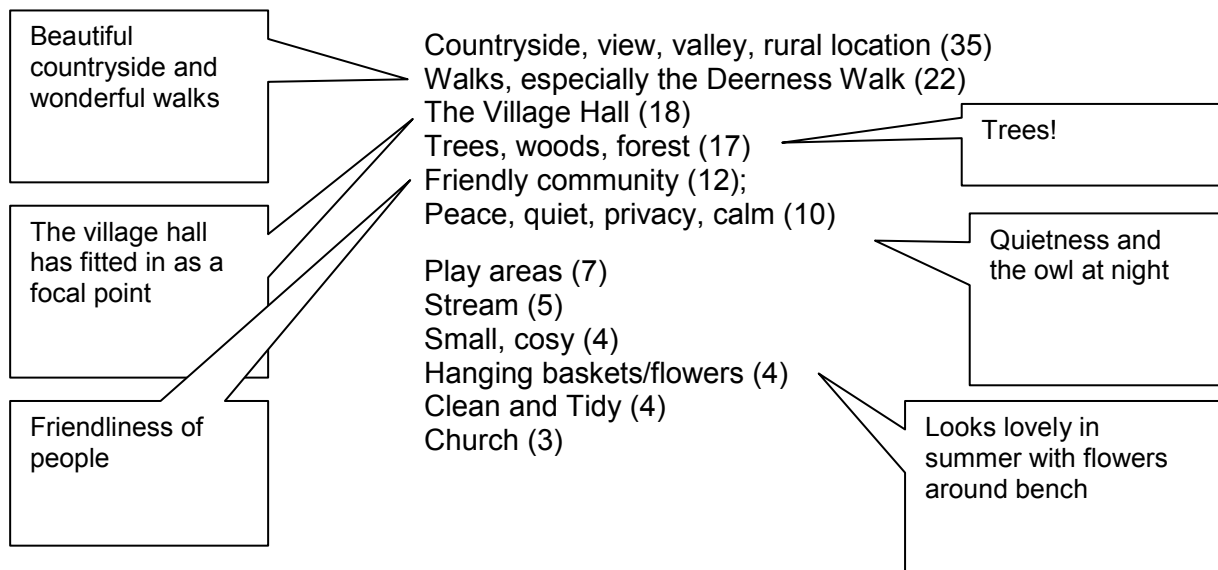 Beautiful
countryside and
wonderful walks
The village hall
has fitted in as a
focal point
Friendliness of
people
Countryside, view, valley, rural location (35)
Walks, especially the Deerness Walk (22)
The Village Hall (18)
Trees, woods, forest (17)
Friendly community (12);
Peace, quiet, privacy, calm (10)
Play areas (7)
Stream (5)
Small, cosy (4)
Hanging baskets/flowers (4)
Clean and Tidy (4)
Church (3)
Trees!
Quietness and
the owl at night
Looks lovely in
summer with flowers
around bench